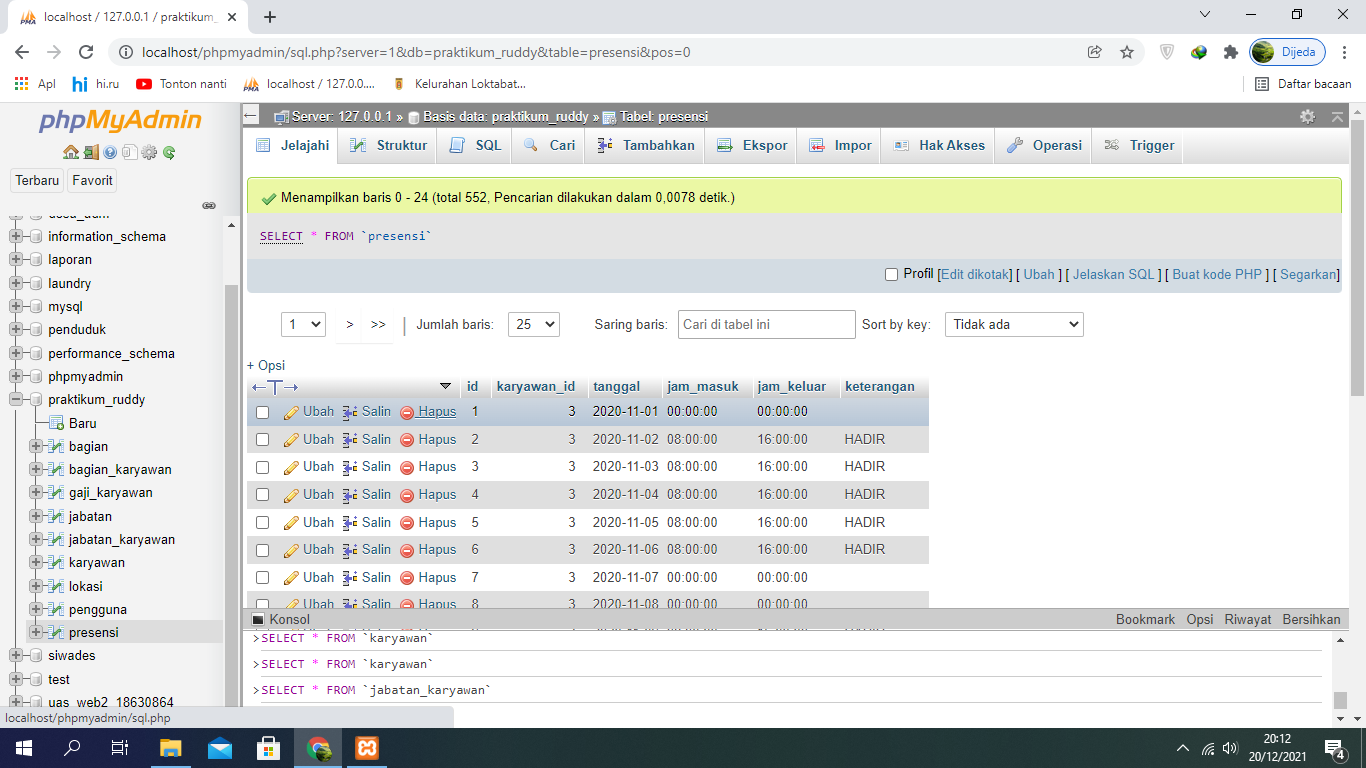 localhost / 127.0.0.1 / praktikum_
localhost/phpmyadmin/sql.php?server=1&db=praktikum_ruddy&table=presensi&pos=0
Dijeda
Apl hi hi.ru Tonton nanti localhost / 127.0.0.... Kelurahan Loktabat... Daftar bacaan
phpMyAdmin
Terbaru Favorit
information_schema
laporan
laundry
mysql
penduduk
performance_schema
phpmyadmin
praktikum_ruddy
Baru
bagian
bagian_karyawan
gaji_karyawan
jabatan
jabatan_karyawan
karyawan
lokasi
pengguna
presensi
siwades
test
uas_web2_18630864
localhost/phpmyadmin/sql.php
Server: 127.0.0.1 » Basis data: praktikum_ruddy » Tabel: presensi
Jelajahi Struktur SQL Cari Tambahkan Ekspor Impor Hak Akses Operasi Trigger
Menampilkan baris 0 - 24 (total 552, Pencarian dilakukan dalam 0,0078 detik.)
SELECT * FROM `presensi`
Profil [Edit dikotak] [ Ubah ] [ Jelaskan SQL ] [ Buat kode PHP ] [ Segarkan]
1 > >> | Jumlah baris: 25 Saring baris: Cari di tabel ini Sort by key: Tidak ada
+ Opsi
←T→ id karyawan_id tanggal jam_masuk jam_keluar keterangan
Ubah Salin Hapus 1 3 2020-11-01 00:00:00 00:00:00
Ubah Salin Hapus 2 3 2020-11-02 08:00:00 16:00:00 HADIR
Ubah Salin Hapus 3 3 2020-11-03 08:00:00 16:00:00 HADIR
Ubah Salin Hapus 4 3 2020-11-04 08:00:00 16:00:00 HADIR
Ubah Salin Hapus 5 3 2020-11-05 08:00:00 16:00:00 HADIR
Ubah Salin Hapus 6 3 2020-11-06 08:00:00 16:00:00 HADIR
Ubah Salin Hapus 7 3 2020-11-07 00:00:00 00:00:00
Ubah Salin Hapus 8 3 2020-11-08 00:00:00 00:00:00
Konsol Bookmark Opsi Riwayat Bersihkan
>SELECT * FROM `karyawan`
>SELECT * FROM `karyawan`
>SELECT * FROM `jabatan_karyawan`
20:12
20/12/2021
4